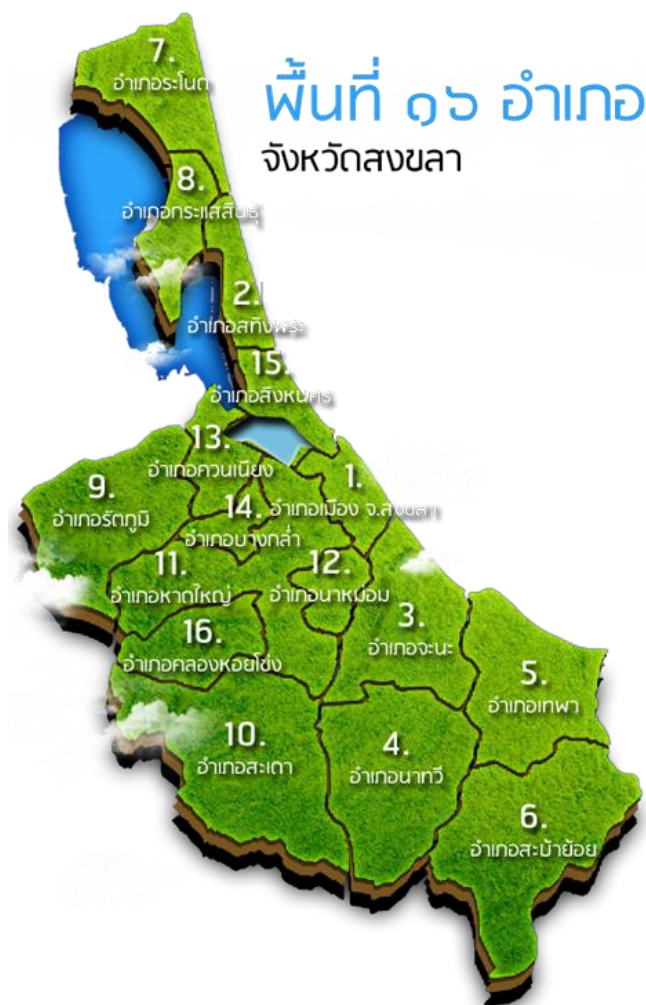 พื้นที่ ๑๖ อำเภอ
จังหวัดสงขลา
7.
อำเภอระโนด
8.
อำเภอกระแสสินธุ์
2.
อำเภอสทิงพระ
15.
อำเภอสิงหนคร
13.
อำเภอควนเนียง
1.
อำเภอเมือง จ.สงขลา
9.
อำเภอรัตภูมิ
14.
อำเภอบางกล่ำ
11.
อำเภอหาดใหญ่
12.
อำเภอนาหม่อม
3.
อำเภอจะนะ
16.
อำเภอคลองหอยโข่ง
5.
อำเภอเทพา
10.
อำเภอสะเดา
4.
อำเภอนาทวี
6.
อำเภอสะบ้าย้อย